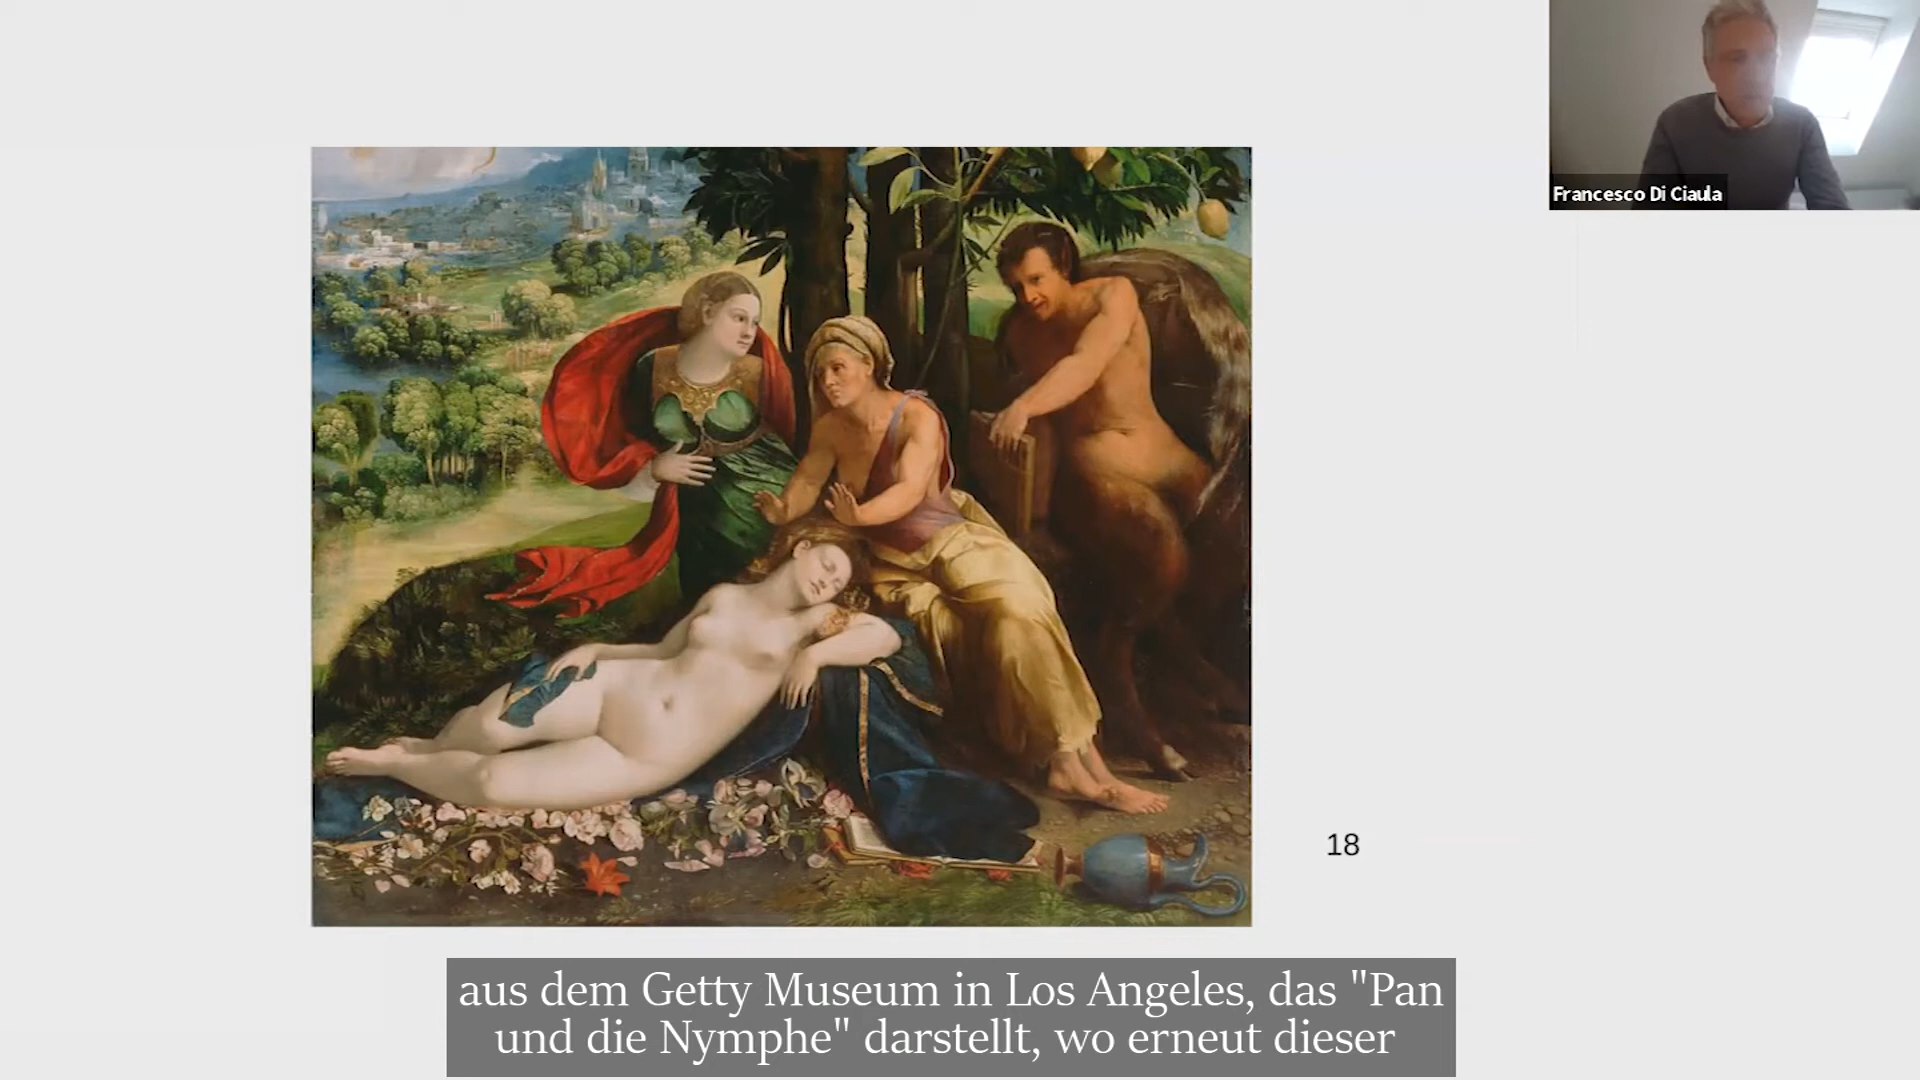 Francesco Di Ciaula
18
aus dem Getty Museum in Los Angeles, das "Pan
und die Nymphe" darstellt, wo erneut dieser